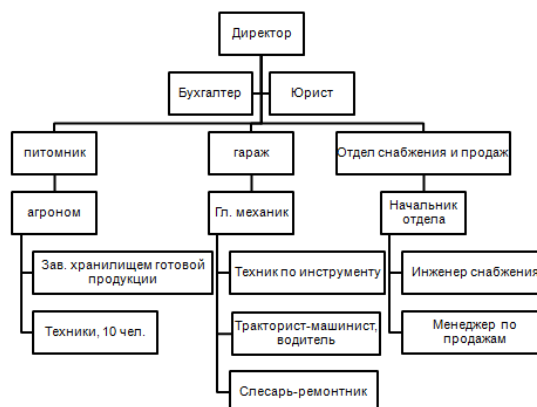 Директор
Бухгалтер
Юрист
питомник
гараж
Отдел снабжения и продаж
агроном
Гл. механик
Начальник
отдела
Зав. хранилищем готовой
продукции
Техник по инструменту
Инженер снабжения
Техники, 10 чел.
Тракторист-машинист,
водитель
Менеджер по
продажам
Слесарь-ремонтник